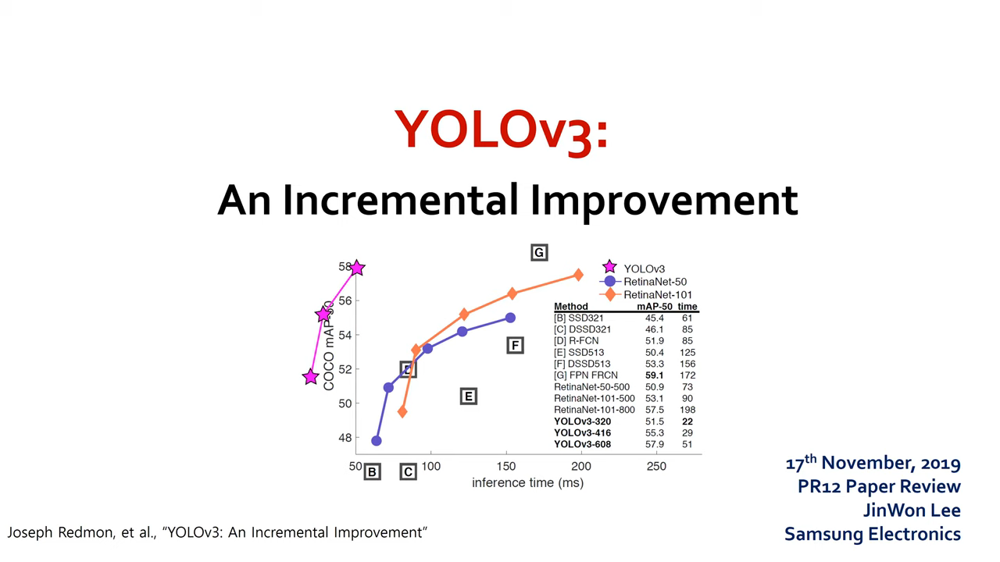 YOLOv3:
An Incremental Improvement
G
58
56
54
52
50
48
COCO mAP-50
D
F
E
B
C
50
100
150
200
250
inference time (ms)
YOLOv3
RetinaNet-50
RetinaNet-101
Method mAP-50 time
[B] SSD321 45.4 61
[C] DSSD321 46.1 85
[D] R-FCN 51.9 85
[E] SSD513 50.4 125
[F] DSSD513 53.3 156
[G] FPN FRCN 59.1 172
RetinaNet-50-500 50.9 73
RetinaNet-101-500 53.1 90
RetinaNet-101-800 57.5 198
YOLOv3-320 51.5 22
YOLOv3-416 55.3 29
YOLOv3-608 57.9 51
17th November, 2019
PR12 Paper Review
JinWon Lee
Samsung Electronics
Joseph Redmon, et al., “YOLOv3: An Incremental Improvement”